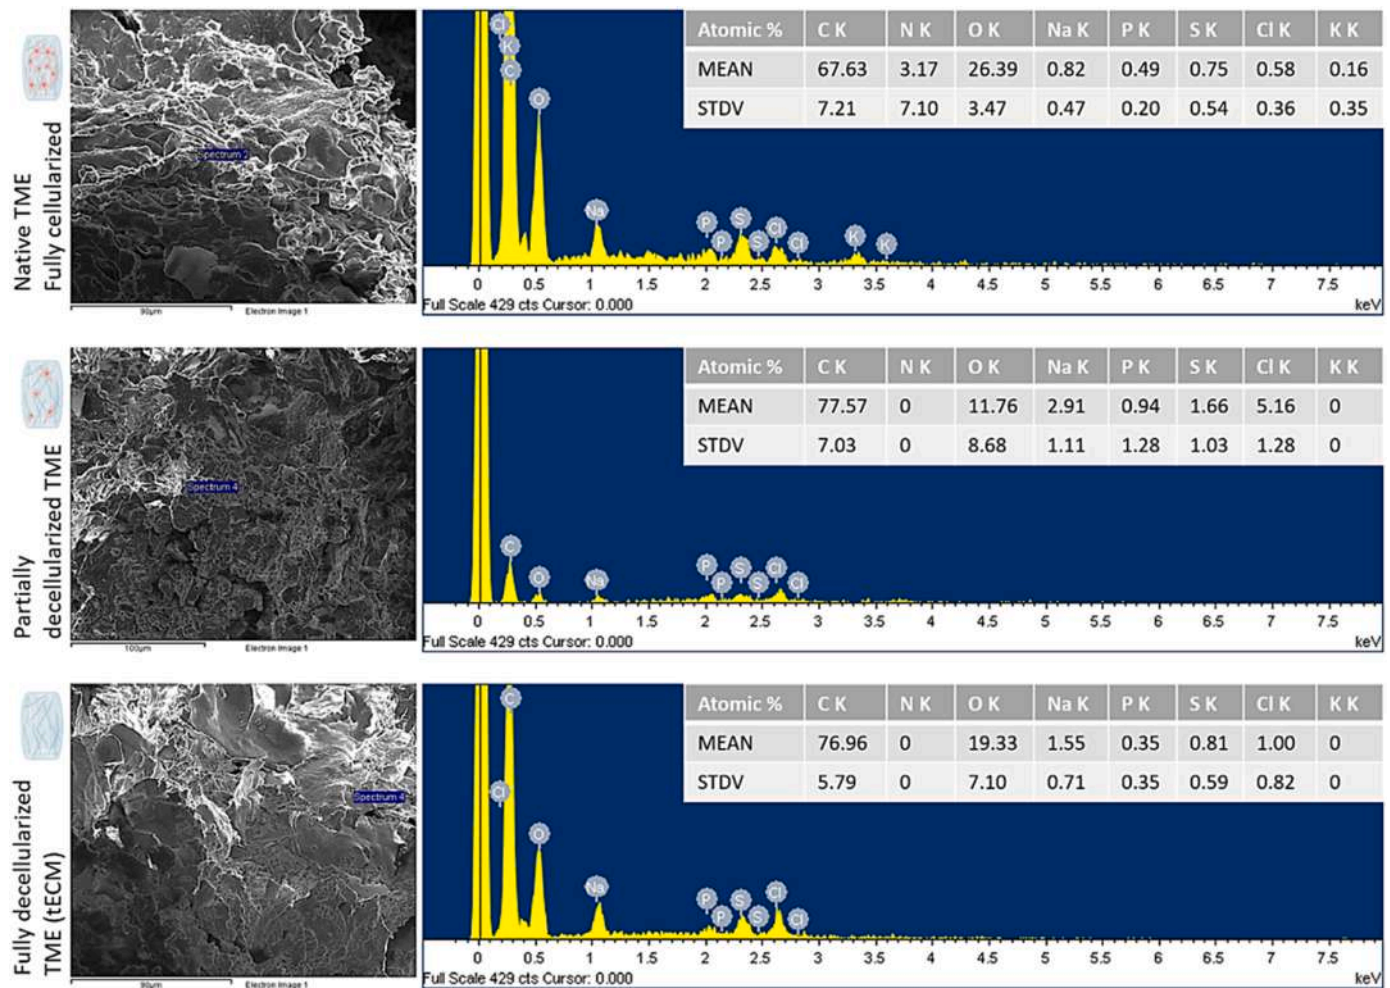 Native TME
Fully cellularized
Spectrum 2
90µm
Electron Image 1
Cl
K
C
O
Na
P
P
S
S
Cl
Cl
K
K
Atomic % C K N K O K Na K P K S K Cl K K K
MEAN 67.63 3.17 26.39 0.82 0.49 0.75 0.58 0.16
STDV 7.21 7.10 3.47 0.47 0.20 0.54 0.36 0.35
0 0.5 1 1.5 2 2.5 3 3.5 4 4.5 5 5.5 6 6.5 7 7.5
Full Scale 429 cts Cursor: 0.000 keV
Partially
decellularized TME
Spectrum 4
100µm
Electron Image 1
C
O
Na
P
P
S
S
Cl
Cl
Atomic % C K N K O K Na K P K S K Cl K K K
MEAN 77.57 0 11.76 2.91 0.94 1.66 5.16 0
STDV 7.03 0 8.68 1.11 1.28 1.03 1.28 0
0 0.5 1 1.5 2 2.5 3 3.5 4 4.5 5 5.5 6 6.5 7 7.5
Full Scale 429 cts Cursor: 0.000 keV
Fully decellularized
TME (tECM)
Spectrum 4
90µm
Electron Image 1
C
Cl
O
Na
P
P
S
S
Cl
Cl
Atomic % C K N K O K Na K P K S K Cl K K K
MEAN 76.96 0 19.33 1.55 0.35 0.81 1.00 0
STDV 5.79 0 7.10 0.71 0.35 0.59 0.82 0
0 0.5 1 1.5 2 2.5 3 3.5 4 4.5 5 5.5 6 6.5 7 7.5
Full Scale 429 cts Cursor: 0.000 keV